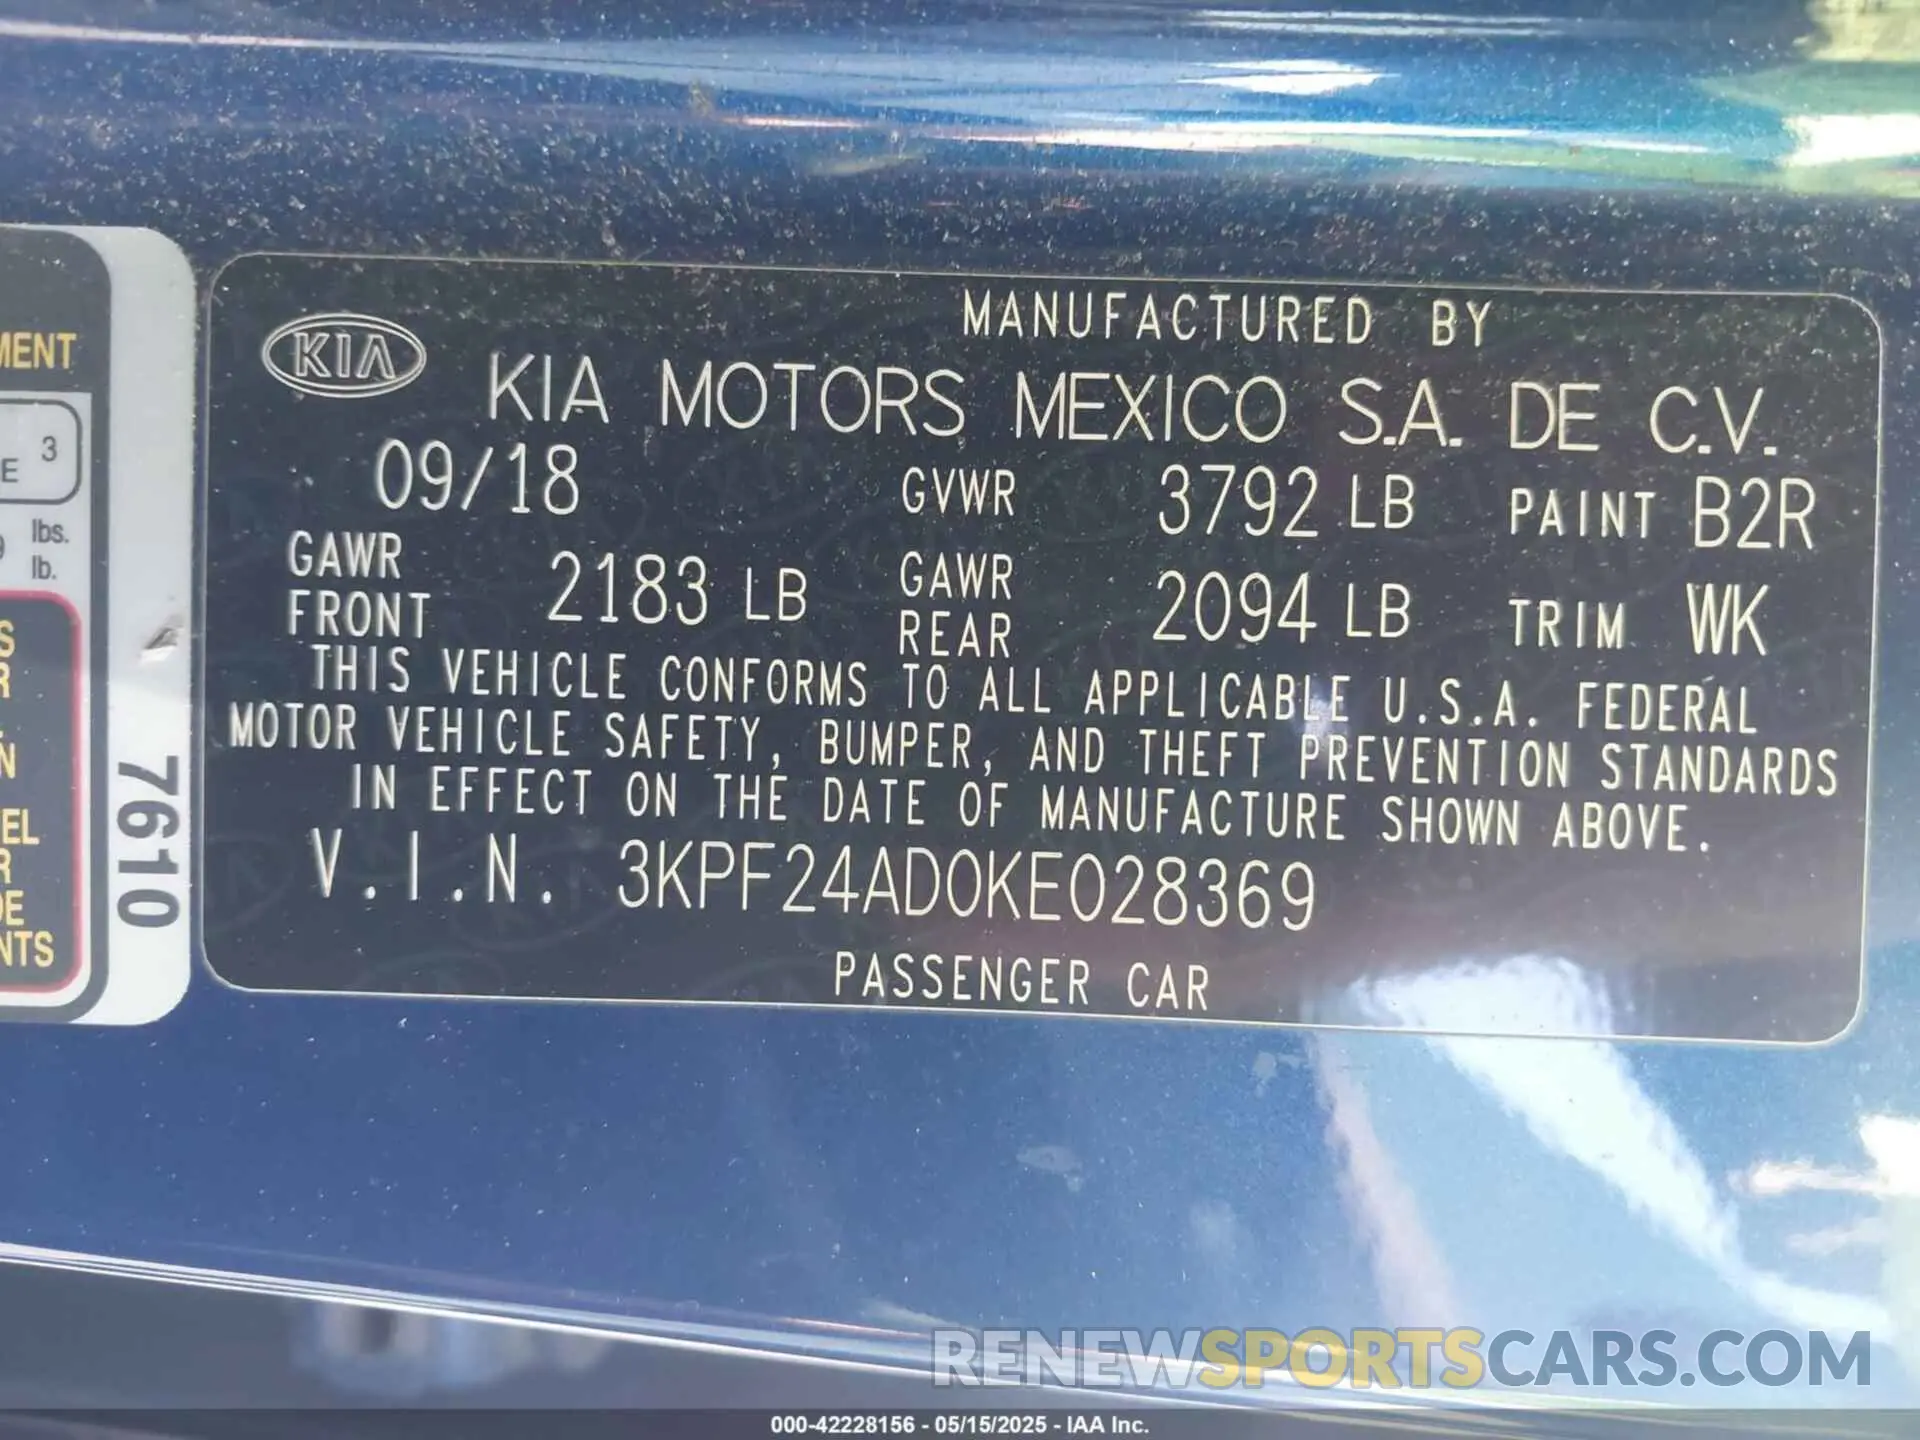 MENT
3
E
lbs.
lb.
EL
NTS
7610
KIA
MANUFACTURED BY
KIA MOTORS MEXICO S.A. DE C.V.
09/18 GVWR 3792 LB PAINT B2R
GAWR FRONT 2183 LB GAWR REAR 2094 LB TRIM WK
THIS VEHICLE CONFORMS TO ALL APPLICABLE U.S.A. FEDERAL
MOTOR VEHICLE SAFETY, BUMPER, AND THEFT PREVENTION STANDARDS
IN EFFECT ON THE DATE OF MANUFACTURE SHOWN ABOVE.
V.I.N. 3KPF24AD0KE028369
PASSENGER CAR
RENEWSPORTSCARS.COM
000-42228156 - 05/15/2025 - IAA Inc.